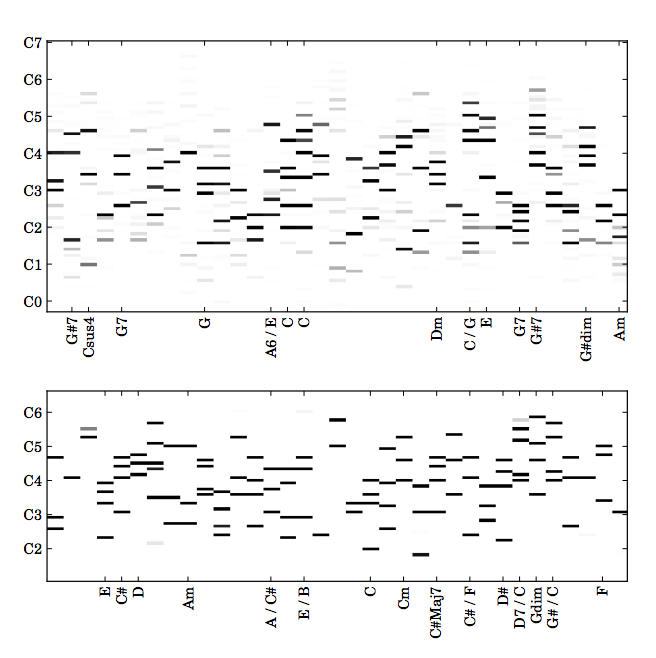 C7
C6
C5
C4
C3
C2
C1
C0
G#7
Csus4
G7
G
A6 / E
C
C
Dm
C / G
E
G7
G#7
G#dim
Am
C6
C5
C4
C3
C2
E
C#
D
Am
A / C#
E / B
C
Cm
C#Maj7
C# / F
D#
D7 / C
Gdim
G# / C
F